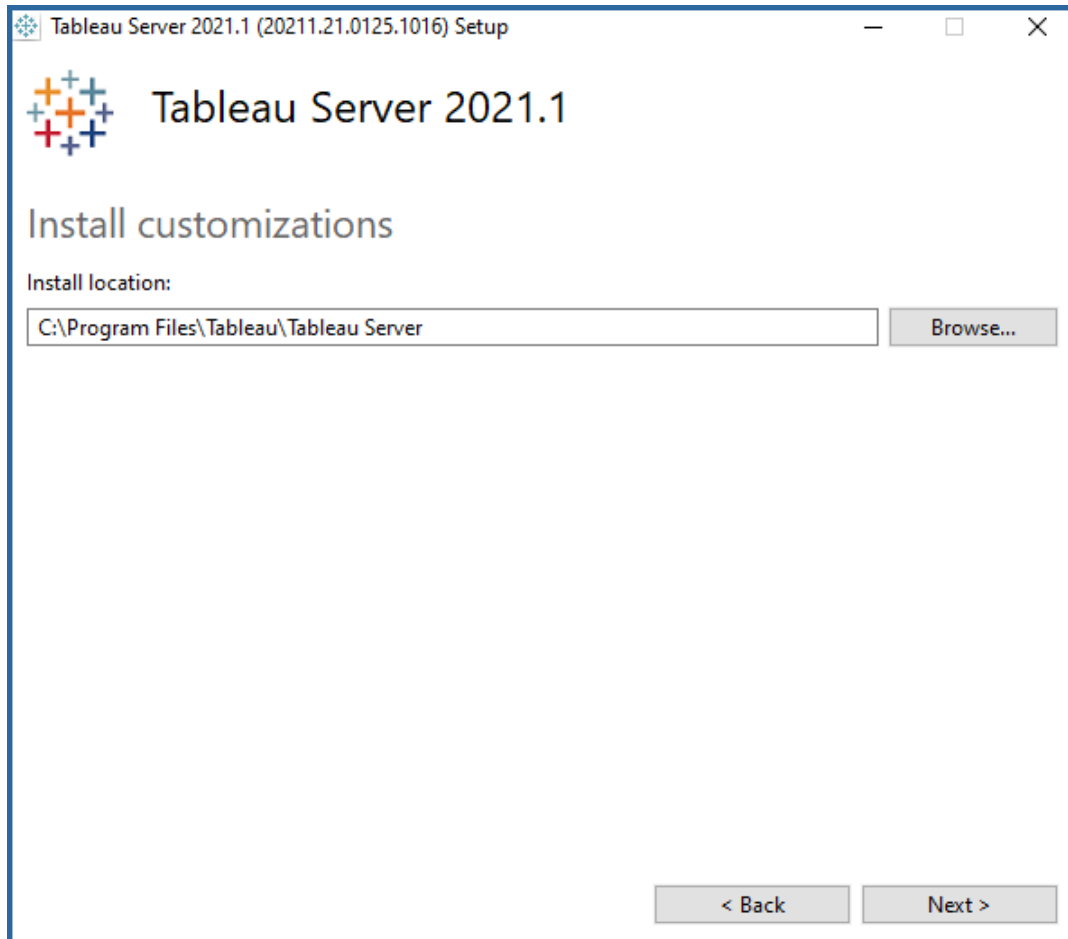 Tableau Server 2021.1 (20211.21.0125.1016) Setup
Tableau Server 2021.1
Install customizations
Install location:
C:\Program Files\Tableau\Tableau Server
Browse...
< Back
Next >